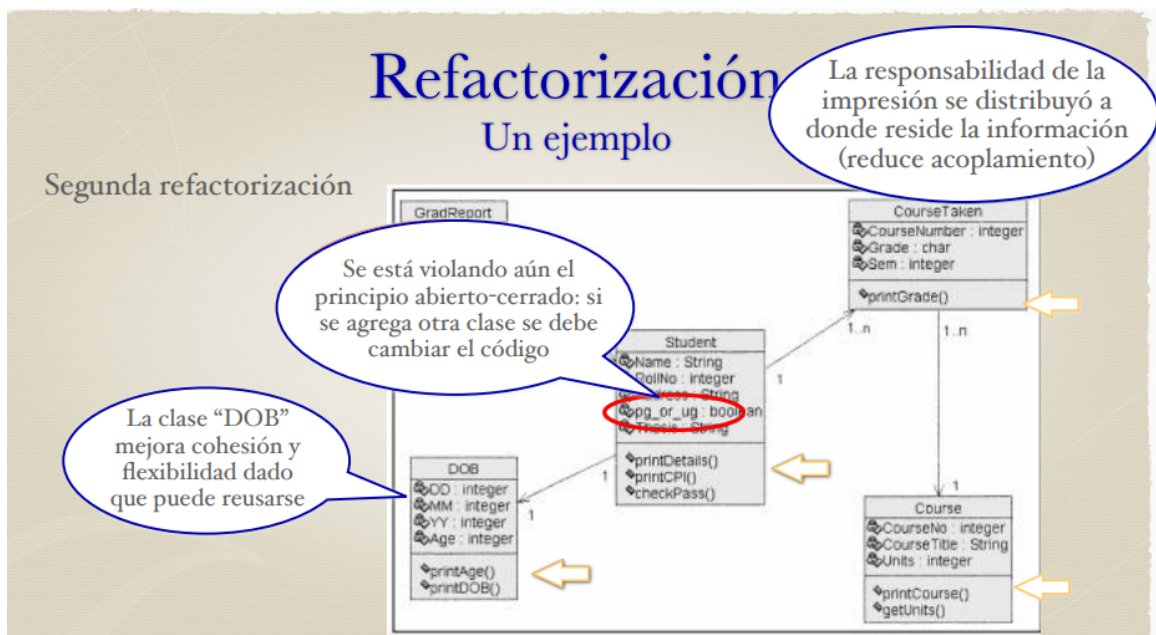 Refactorización
Un ejemplo
La responsabilidad de la
impresión se distribuyó a
donde reside la información
(reduce acoplamiento)
Segunda refactorización
GradReport
Se está violando aún el
principio abierto-cerrado: si
se agrega otra clase se debe
cambiar el código
La clase “DOB”
mejora cohesión y
flexibilidad dado
que puede reusarse
CourseTaken
CourseNumber : integer
Grade : char
Sem : integer
printGrade()
1..n
1..n
Student
Name : String
RollNo : integer
Address : String
pg_or_ug : boolean
Thesis : String
printDetails()
printCPI()
checkPass()
1
1
DOB
DD : integer
MM : integer
YY : integer
Age : integer
printAge()
printDOB()
1
1
Course
CourseNo : integer
CourseTitle : String
Units : integer
printCourse()
getUnits()